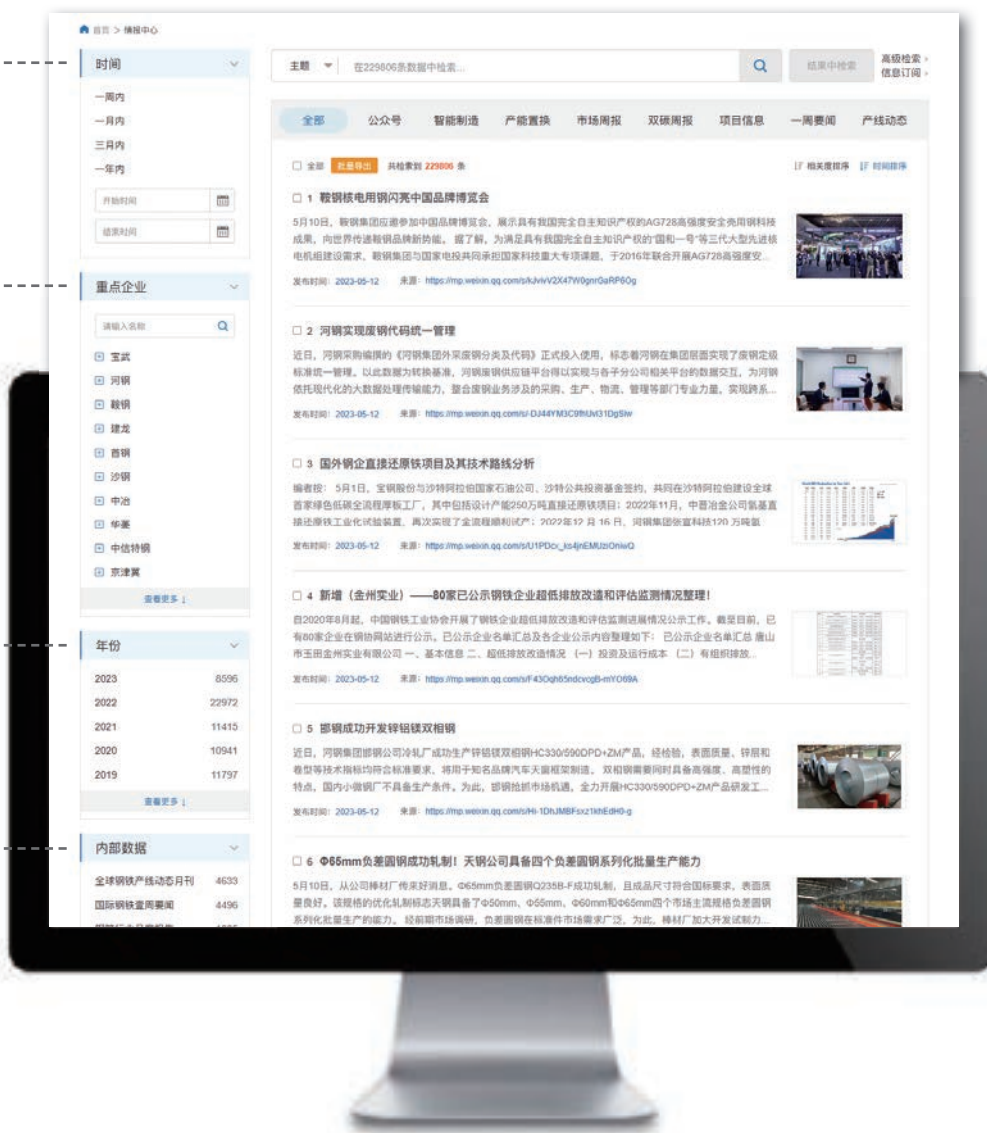 首页 > 情报中心
时间
一周内
一月内
三月内
一年内
开始时间
结束时间
重点企业
请输入名称
宝武
河钢
鞍钢
建龙
首钢
沙钢
中冶
华菱
中信特钢
京津冀
查看更多↓
年份
2023 8596
2022 22972
2021 11415
2020 10941
2019 11797
查看更多↓
内部数据
全球钢铁产线动态月刊 4633
国际钢铁壹周要闻 4496
主题
在229806条数据中检索...
结果中检索
高级检索 ›
信息订阅 ›
全部 公众号 智能制造 产能置换 市场周报 双碳周报 项目信息 一周要闻 产线动态
全部 批量导出 共检索到 229806 条
相关度排序 时间排序
1 鞍钢核电用钢闪亮中国品牌博览会
5月10日，鞍钢集团应邀参加中国品牌博览会，展示具有我国完全自主知识产权的AG728高强度安全壳用钢科技
成果，向世界传递鞍钢品牌新势能。 据了解，为满足具有我国完全自主知识产权的“国和一号”等三代大型先进核
电机组建设需求，鞍钢集团与国家电投共同承担国家科技重大专项课题，于2016年联合开展AG728高强度安...
发布时间：2023-05-12 来源：https://mp.weixin.qq.com/s/kJvivV2X47W0gnrGaRP6Og
2 河钢实现废钢代码统一管理
近日，河钢采购编撰的《河钢集团外采废钢分类及代码》正式投入使用，标志着河钢在集团层面实现了废钢定级
标准统一管理。以此数据为转换基准，河钢废钢供应链平台得以实现与各子分公司相关平台的数据交互，为河钢
依托现代化的大数据处理传输能力，整合废钢业务涉及的采购、生产、物流、管理等部门专业力量，实现跨系...
发布时间：2023-05-12 来源：https://mp.weixin.qq.com/s/-DJ44YM3C9fhUvl31DgSiw
3 国外钢企直接还原铁项目及其技术路线分析
编者按： 5月1日，宝钢股份与沙特阿拉伯国家石油公司、沙特公共投资基金签约，共同在沙特阿拉伯建设全球
首家绿色低碳全流程厚板工厂，其中包括设计产能250万吨直接还原铁项目；2022年11月，中晋冶金公司氢基直
接还原铁工业化试验装置，再次实现了全流程顺利试产；2022年 12 月 16 日，河钢集团张宣科技120 万吨氢
发布时间：2023-05-12 来源：https://mp.weixin.qq.com/s/U1PDcx_ks4jnEMUziOniwQ
4 新增（金州实业）——80家已公示钢铁企业超低排放改造和评估监测情况整理！
自2020年8月起，中国钢铁工业协会开展了钢铁企业超低排放改造和评估监测进展情况公示工作。截至目前，已
有80家企业在钢协网站进行公示。已公示企业名单汇总及各企业公示内容整理如下： 已公示企业名单汇总 唐山
市玉田金州实业有限公司 一、基本信息 二、超低排放改造情况 （一）投资及运行成本 （二）有组织排放...
发布时间：2023-05-12 来源：https://mp.weixin.qq.com/s/F43Oqh65ndcvcgB-mYO69A
5 邯钢成功开发锌铝镁双相钢
近日，河钢集团邯钢公司冷轧厂成功生产锌铝镁双相钢HC330/590DPD+ZM产品，经检验，表面质量、锌层和
卷型等技术指标均符合标准要求，将用于知名品牌汽车天窗框架制造。 双相钢需要同时具备高强度、高塑性的
特点，国内小微钢厂不具备生产条件。为此，邯钢抢抓市场机遇，全力开展HC330/590DPD+ZM产品研发工...
发布时间：2023-05-12 来源：https://mp.weixin.qq.com/s/Hi-1DhJMBFsxz1khEdH0-g
6 Φ65mm负差圆钢成功轧制！天钢公司具备四个负差圆钢系列化批量生产能力
5月10日，从公司棒材厂传来好消息，Φ65mm负差圆钢Q235B-F成功轧制，且成品尺寸符合国标要求，表面质
量良好。该规格的优化轧制标志天钢具备了Φ50mm、Φ55mm、Φ60mm和Φ65mm四个市场主流规格负差圆钢
系列化批量生产的能力。 经前期市场调研，负差圆钢在标准件市场需求广泛，为此，棒材厂加大开发试制力...